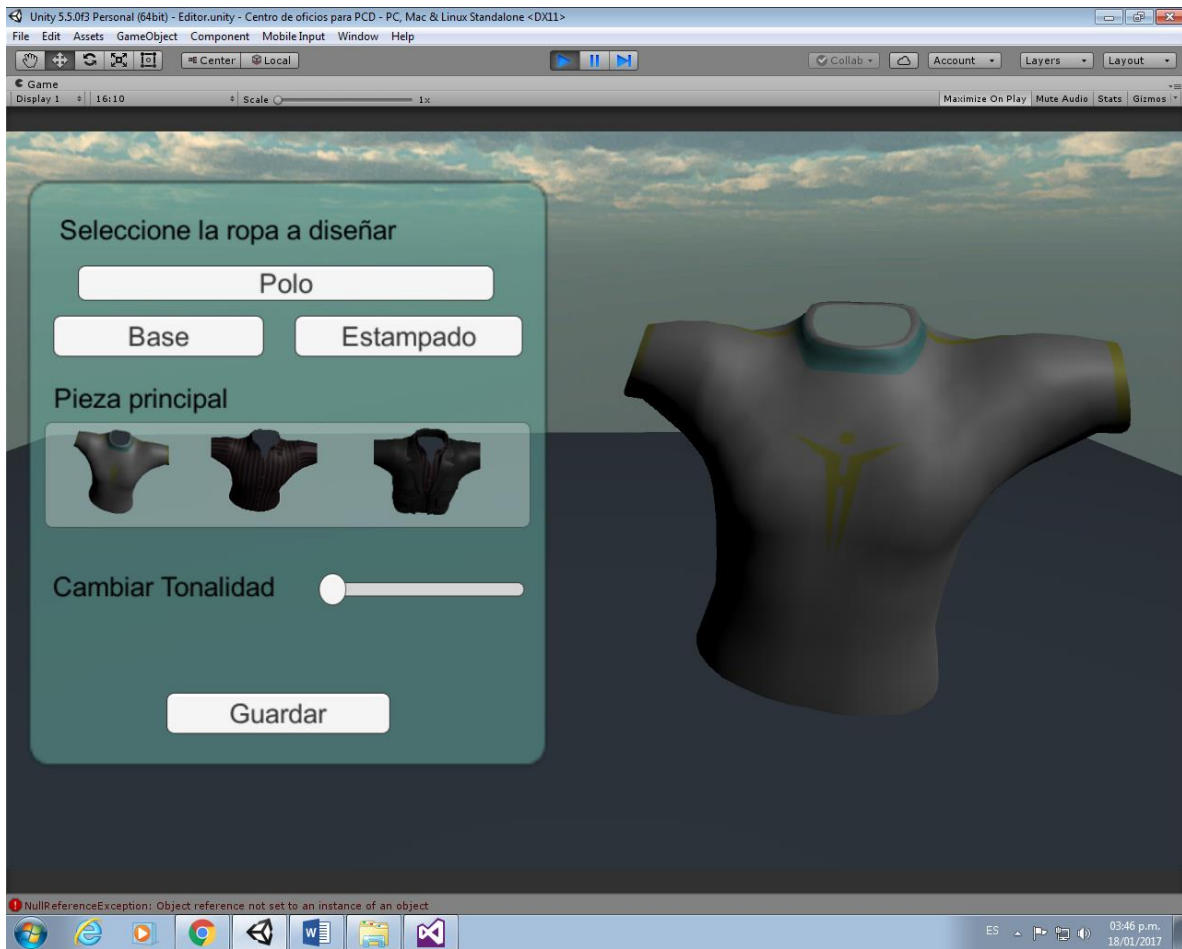 Unity 5.5.0f3 Personal (64bit) - Editor.unity - Centro de oficios para PCD - PC, Mac & Linux Standalone <DX11>
File Edit Assets GameObject Component Mobile Input Window Help
Center Local Collab Account Layers Layout
Game
Display 1 16:10 Scale 1x Maximize On Play Mute Audio Stats Gizmos
Seleccione la ropa a diseñar
Polo
Base Estampado
Pieza principal
Cambiar Tonalidad
Guardar
NullReferenceException: Object reference not set to an instance of an object
ES 03:46 p.m.
18/01/2017